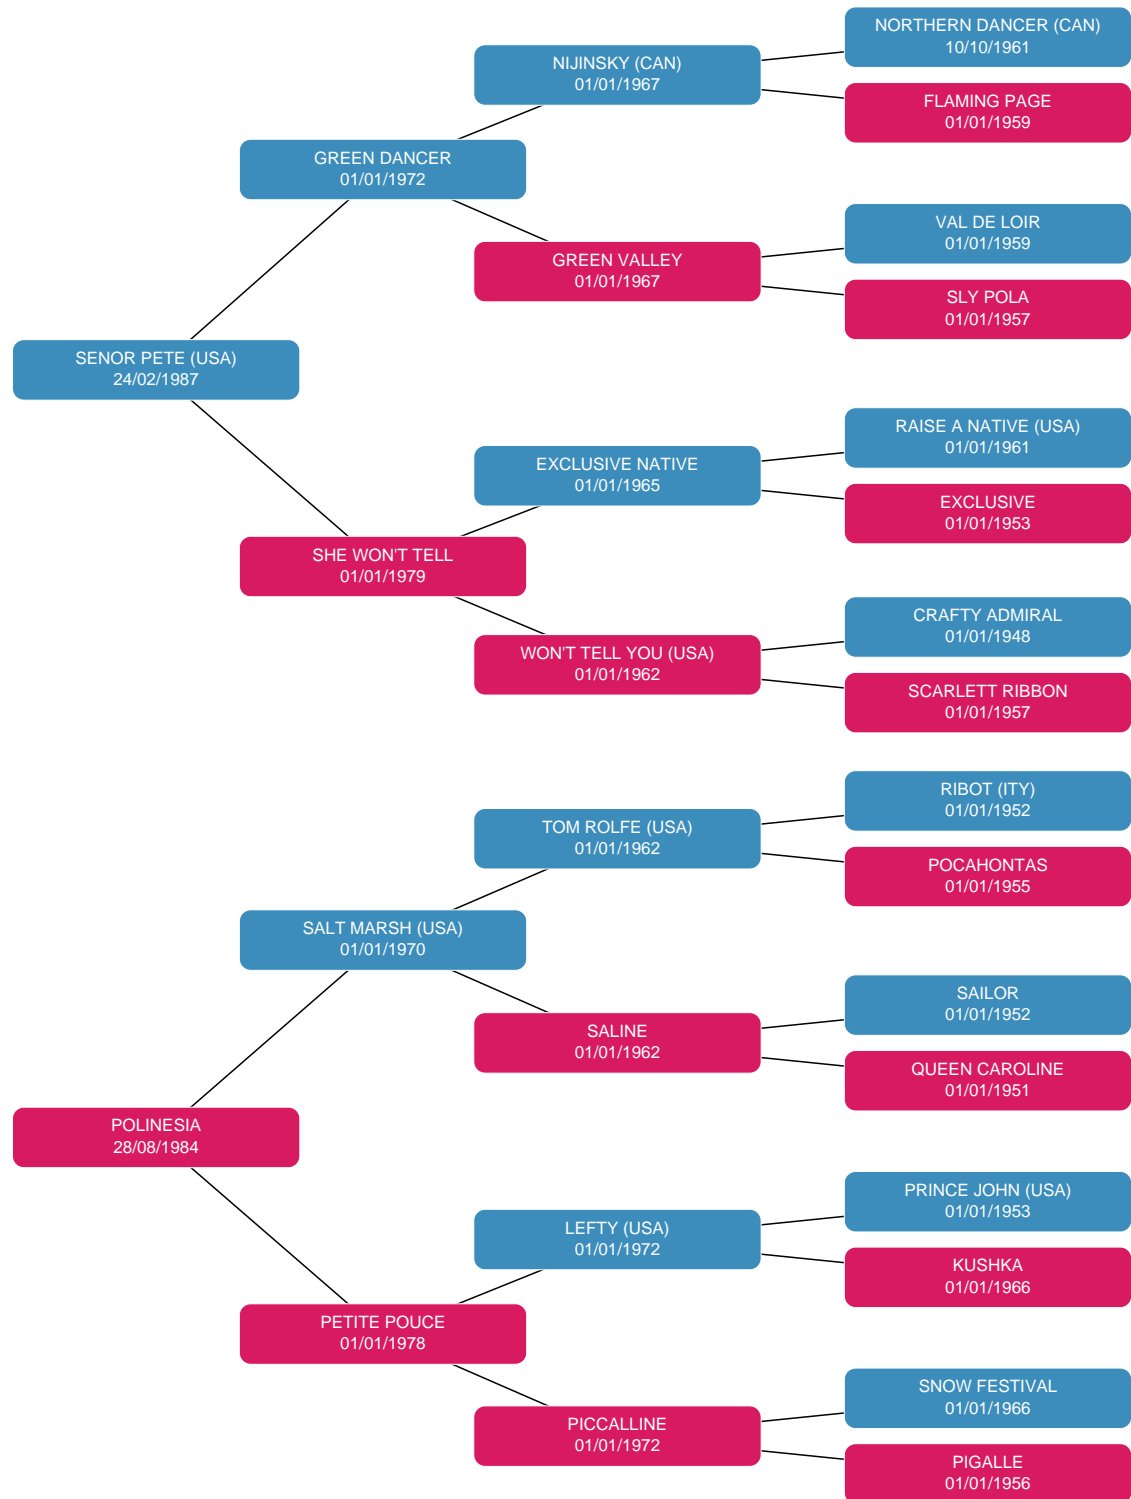 NORTHERN DANCER (CAN)
10/10/1961
NIJINSKY (CAN)
01/01/1967
FLAMING PAGE
01/01/1959
GREEN DANCER
01/01/1972
VAL DE LOIR
01/01/1959
GREEN VALLEY
01/01/1967
SLY POLA
01/01/1957
SENOR PETE (USA)
24/02/1987
RAISE A NATIVE (USA)
01/01/1961
EXCLUSIVE NATIVE
01/01/1965
EXCLUSIVE
01/01/1953
SHE WON'T TELL
01/01/1979
CRAFTY ADMIRAL
01/01/1948
WON'T TELL YOU (USA)
01/01/1962
SCARLETT RIBBON
01/01/1957
RIBOT (ITY)
01/01/1952
TOM ROLFE (USA)
01/01/1962
POCAHONTAS
01/01/1955
SALT MARSH (USA)
01/01/1970
SAILOR
01/01/1952
SALINE
01/01/1962
QUEEN CAROLINE
01/01/1951
POLINESIA
28/08/1984
PRINCE JOHN (USA)
01/01/1953
LEFTY (USA)
01/01/1972
KUSHKA
01/01/1966
PETITE POUCE
01/01/1978
SNOW FESTIVAL
01/01/1966
PICCALLINE
01/01/1972
PIGALLE
01/01/1956